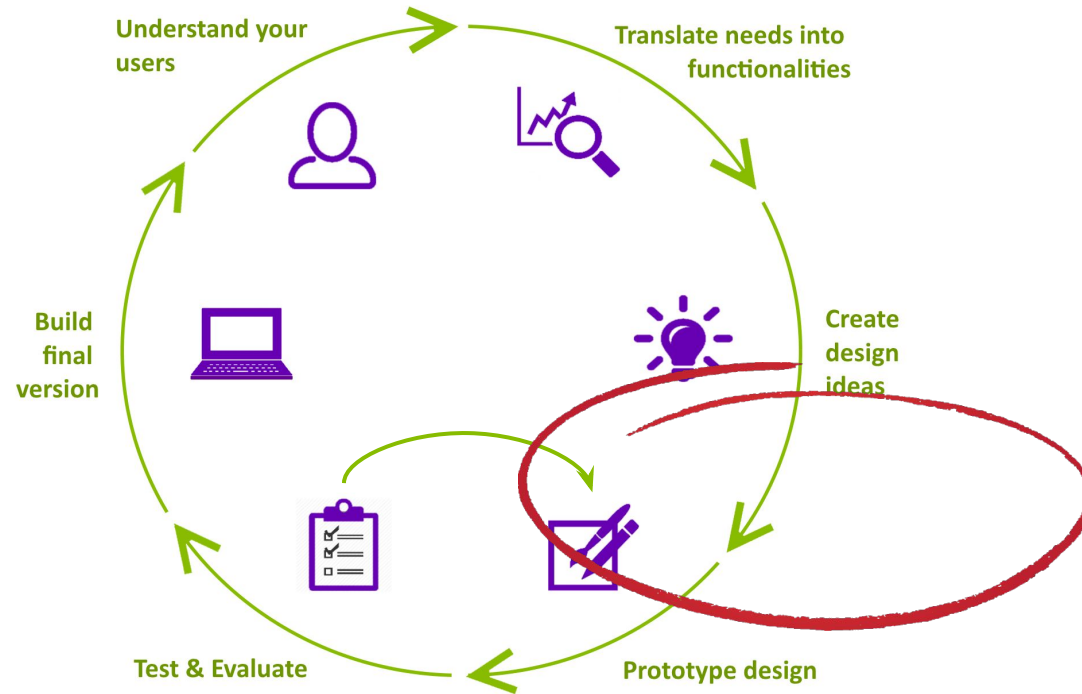 Understand your
users
Translate needs into
functionalities
Create
design
ideas
Prototype design
Test & Evaluate
Build
final
version